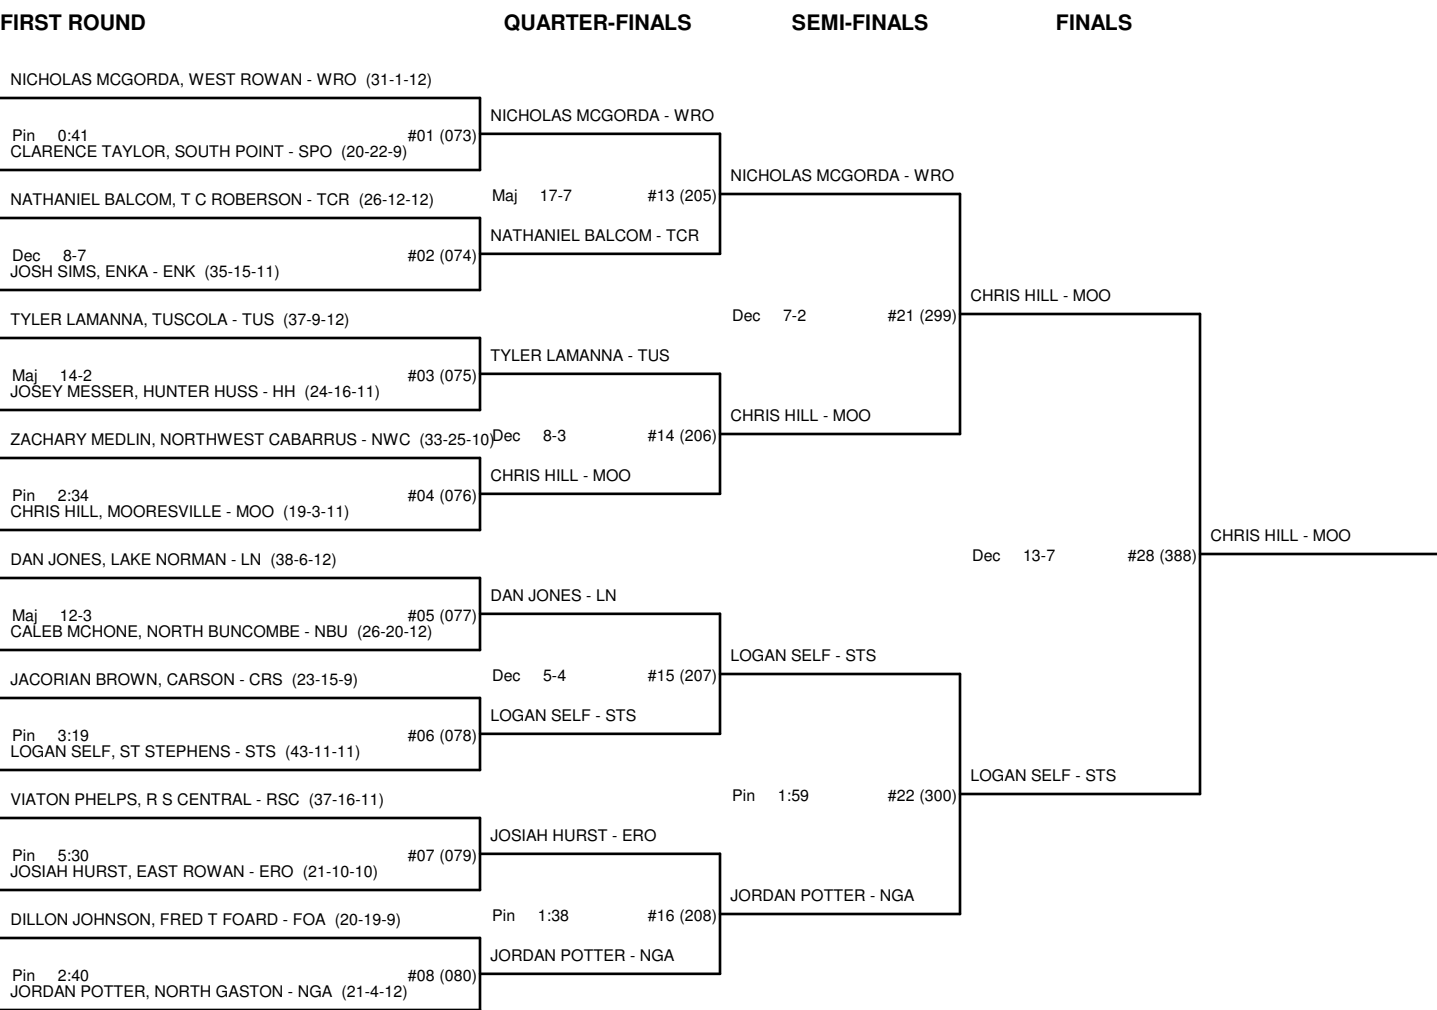 FIRST ROUND QUARTER-FINALS SEMI-FINALS FINALS
NICHOLAS MCGORDA, WEST ROWAN - WRO (31-1-12)
Pin 0:41 #01 (073)
CLARENCE TAYLOR, SOUTH POINT - SPO (20-22-9)
NATHANIEL BALCOM, T C ROBERSON - TCR (26-12-12)
Dec 8-7 #02 (074)
JOSH SIMS, ENKA - ENK (35-15-11)
TYLER LAMANNA, TUSCOLA - TUS (37-9-12)
Maj 14-2 #03 (075)
JOSEY MESSER, HUNTER HUSS - HH (24-16-11)
ZACHARY MEDLIN, NORTHWEST CABARRUS - NWC (33-25-10)
Pin 2:34 #04 (076)
CHRIS HILL, MOORESVILLE - MOO (19-3-11)
DAN JONES, LAKE NORMAN - LN (38-6-12)
Maj 12-3 #05 (077)
CALEB MCHONE, NORTH BUNCOMBE - NBU (26-20-12)
JACORIAN BROWN, CARSON - CRS (23-15-9)
Pin 3:19 #06 (078)
LOGAN SELF, ST STEPHENS - STS (43-11-11)
VIATON PHELPS, R S CENTRAL - RSC (37-16-11)
Pin 5:30 #07 (079)
JOSIAH HURST, EAST ROWAN - ERO (21-10-10)
DILLON JOHNSON, FRED T FOARD - FOA (20-19-9)
Pin 2:40 #08 (080)
JORDAN POTTER, NORTH GASTON - NGA (21-4-12)
NICHOLAS MCGORDA - WRO
Maj 17-7 #13 (205)
NATHANIEL BALCOM - TCR
TYLER LAMANNA - TUS
Dec 8-3 #14 (206)
CHRIS HILL - MOO
DAN JONES - LN
Dec 5-4 #15 (207)
LOGAN SELF - STS
JOSIAH HURST - ERO
Pin 1:38 #16 (208)
JORDAN POTTER - NGA
NICHOLAS MCGORDA - WRO
Dec 7-2 #21 (299)
CHRIS HILL - MOO
LOGAN SELF - STS
Pin 1:59 #22 (300)
JORDAN POTTER - NGA
CHRIS HILL - MOO
Dec 13-7 #28 (388)
LOGAN SELF - STS
CHRIS HILL - MOO